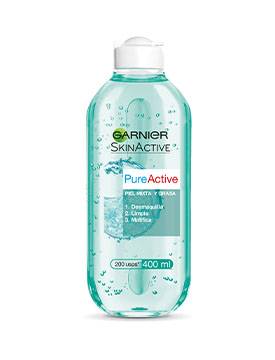 GARNIER
SKINACTIVE
PureActive
PIEL MIXTA Y GRASA
1. Desmaquilla
2. Limpia
3. Matifica
200 usos*
400 ml